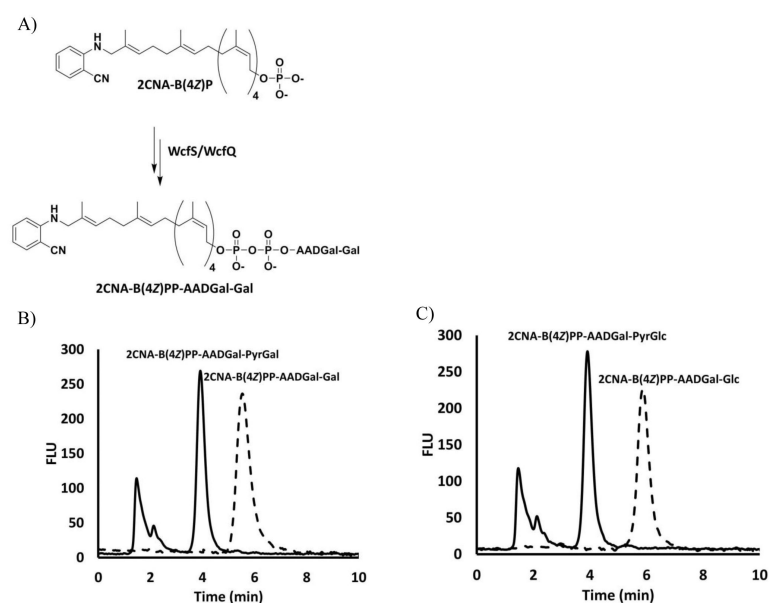 A)
H
N
CN
O
O P O-
O-
4
2CNA-B(4Z)P
WcfS/WcfQ
H
N
CN
O O
O-P-O-P-O-AADGal-Gal
O- O-
4
2CNA-B(4Z)PP-AADGal-Gal
B)
2CNA-B(4Z)PP-AADGal-PyrGal
2CNA-B(4Z)PP-AADGal-Gal
300
250
200
150
100
50
0
FLU
0 2 4 6 8 10
Time (min)
C)
2CNA-B(4Z)PP-AADGal-PyrGlc
2CNA-B(4Z)PP-AADGal-Glc
300
250
200
150
100
50
0
FLU
0 2 4 6 8 10
Time (min)